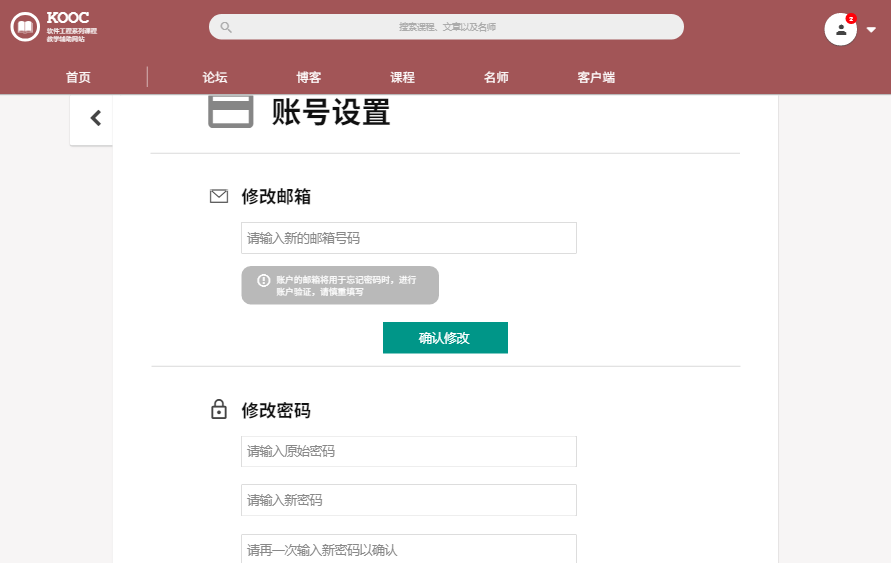 KOOC
软件工程系列课程
教学辅助网站
搜索课程、文章以及名师
2
首页
论坛
博客
课程
名师
客户端
账号设置
修改邮箱
请输入新的邮箱号码
账户的邮箱将用于忘记密码时，进行
账户验证，请慎重填写
确认修改
修改密码
请输入原始密码
请输入新密码
请再一次输入新密码以确认